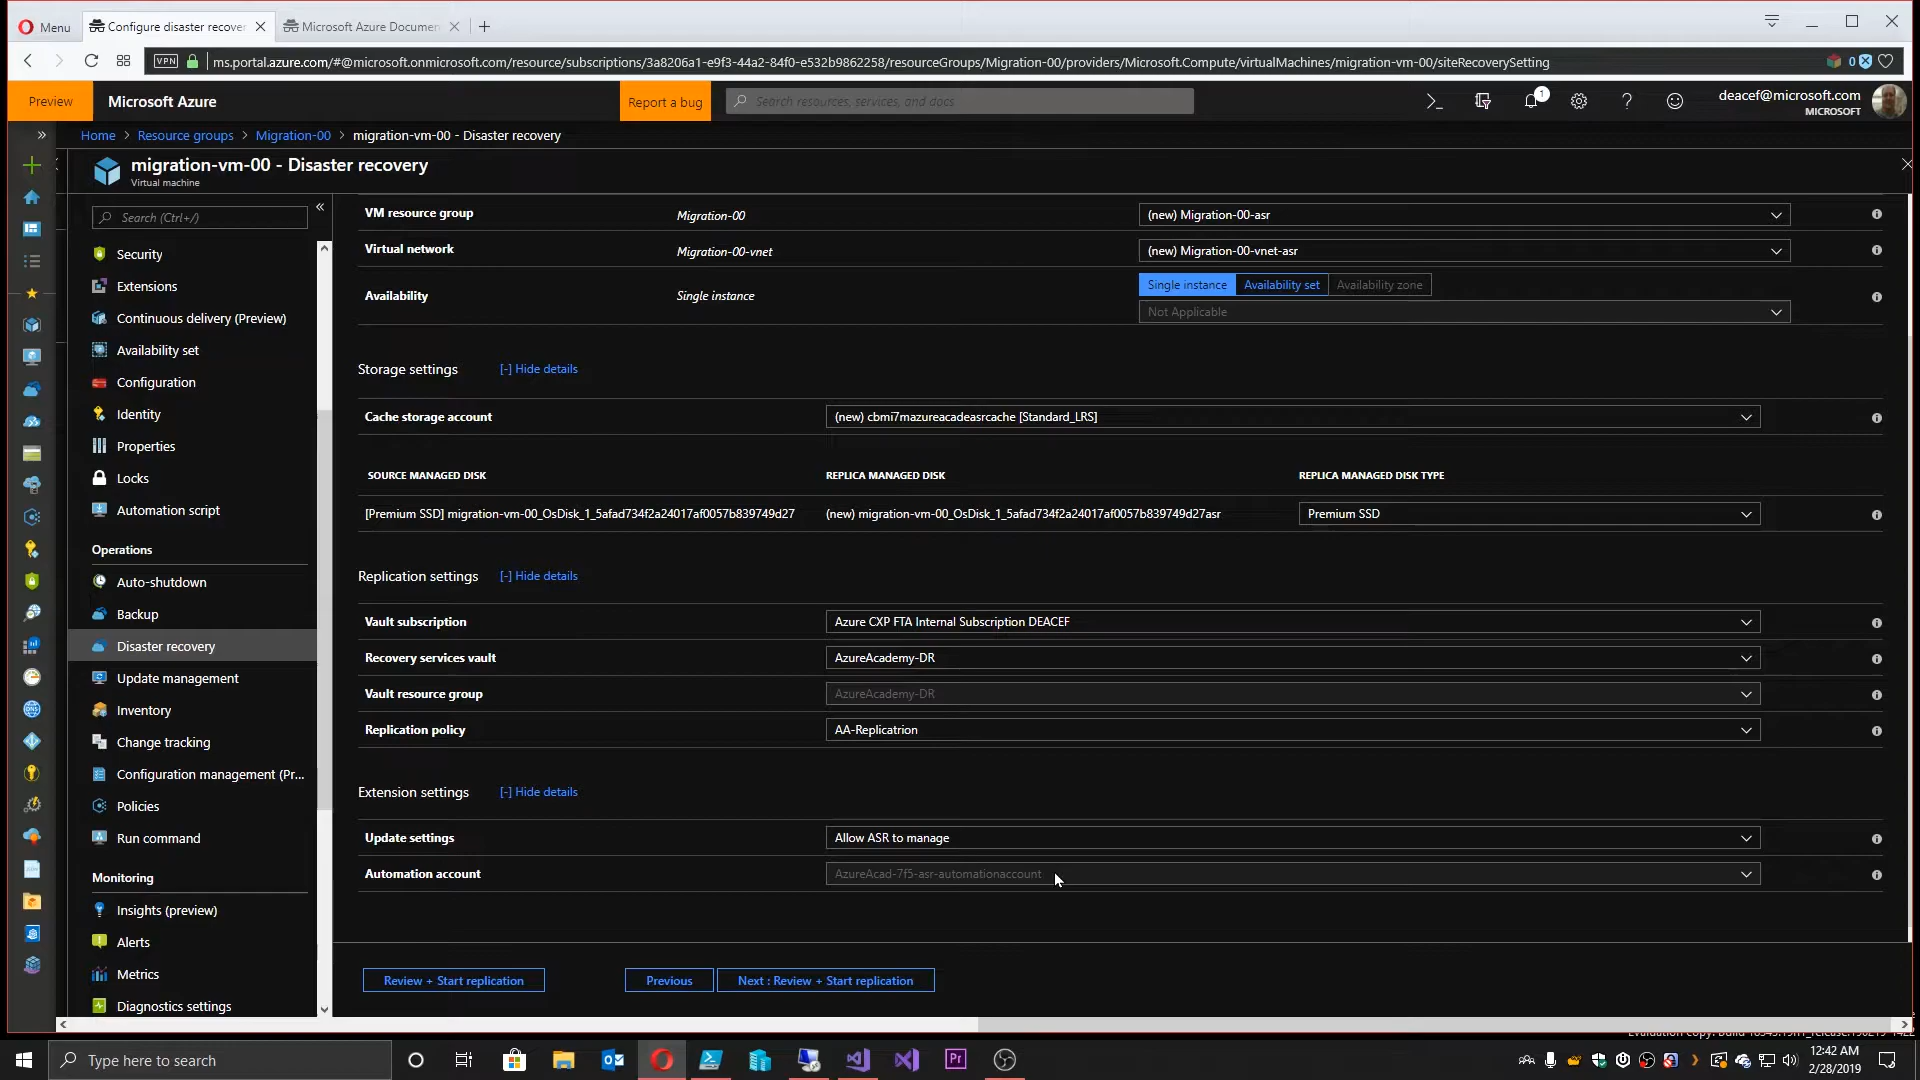 Menu
Configure disaster recover
Microsoft Azure Documen
VPN
ms.portal.azure.com/#@microsoft.onmicrosoft.com/resource/subscriptions/3a8206a1-e9f3-44a2-84f0-e532b9862258/resourceGroups/Migration-00/providers/Microsoft.Compute/virtualMachines/migration-vm-00/siteRecoverySetting
0
Preview
Microsoft Azure
Report a bug
Search resources, services, and docs
1
deacef@microsoft.com
MICROSOFT
Home > Resource groups > Migration-00 > migration-vm-00 - Disaster recovery
migration-vm-00 - Disaster recovery
Virtual machine
Search (Ctrl+/)
Security
Extensions
Continuous delivery (Preview)
Availability set
Configuration
Identity
Properties
Locks
Automation script
Operations
Auto-shutdown
Backup
Disaster recovery
Update management
Inventory
Change tracking
Configuration management (Pr...
Policies
Run command
Monitoring
Insights (preview)
Alerts
Metrics
Diagnostics settings
VM resource group Migration-00 (new) Migration-00-asr
Virtual network Migration-00-vnet (new) Migration-00-vnet-asr
Availability Single instance Single instance Availability set Availability zone
Not Applicable
Storage settings [-] Hide details
Cache storage account (new) cbmi7mazureacadeasrcache [Standard_LRS]
SOURCE MANAGED DISK REPLICA MANAGED DISK REPLICA MANAGED DISK TYPE
[Premium SSD] migration-vm-00_OsDisk_1_5afad734f2a24017af0057b839749d27 (new) migration-vm-00_OsDisk_1_5afad734f2a24017af0057b839749d27asr Premium SSD
Replication settings [-] Hide details
Vault subscription Azure CXP FTA Internal Subscription DEACEF
Recovery services vault AzureAcademy-DR
Vault resource group AzureAcademy-DR
Replication policy AA-Replicatrion
Extension settings [-] Hide details
Update settings Allow ASR to manage
Automation account AzureAcad-7f5-asr-automationaccount
Review + Start replication
Previous
Next : Review + Start replication
Type here to search
Pr
12:42 AM
2/28/2019